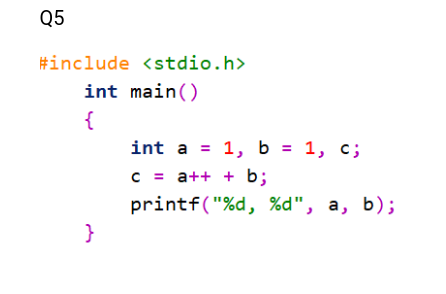 Q5
#include <stdio.h>
int main()
{
int a = 1, b = 1, c;
c = a++ + b;
printf("%d, %d", a, b);
}